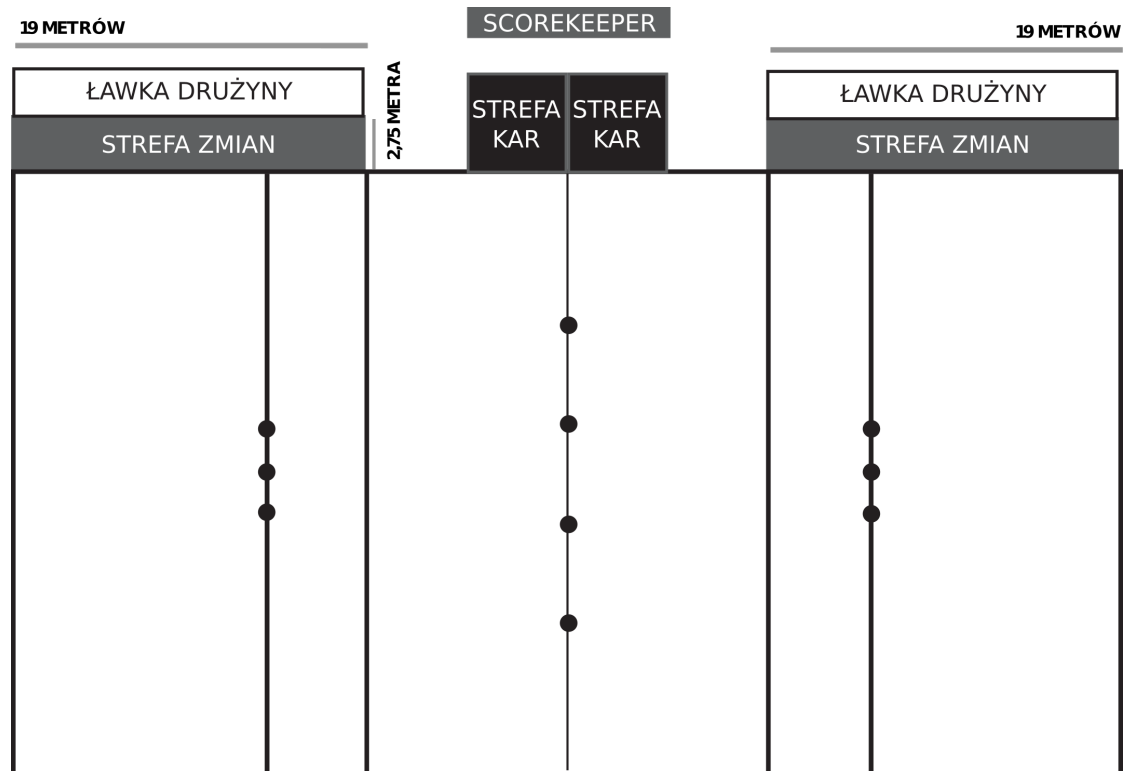 19 METRÓW
SCOREKEEPER
19 METRÓW
ŁAWKA DRUŻYNY
STREFA ZMIAN
2,75 METRA
STREFA
KAR
STREFA
KAR
ŁAWKA DRUŻYNY
STREFA ZMIAN